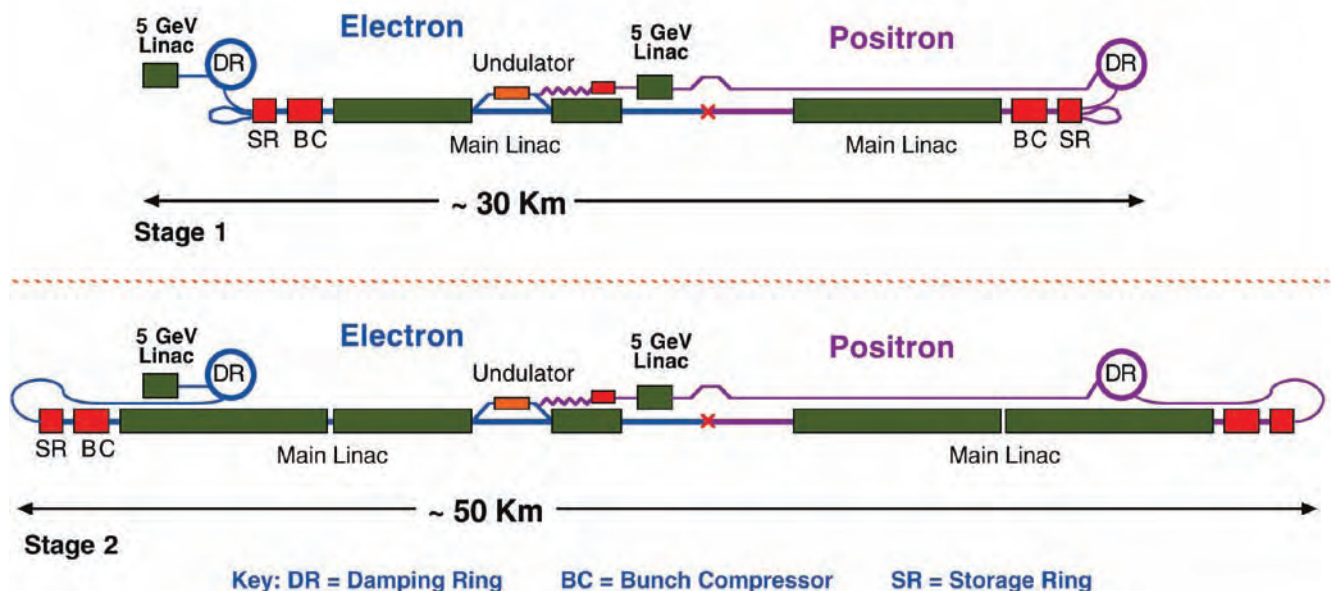 Electron
Positron
5 GeV
Linac
5 GeV
Linac
DR
Undulator
DR
SR BC
Main Linac
Main Linac
BC SR
~ 30 Km
Stage 1
Electron
Positron
5 GeV
Linac
5 GeV
Linac
DR
Undulator
DR
SR BC
Main Linac
Main Linac
~ 50 Km
Stage 2
Key: DR = Damping Ring BC = Bunch Compressor SR = Storage Ring